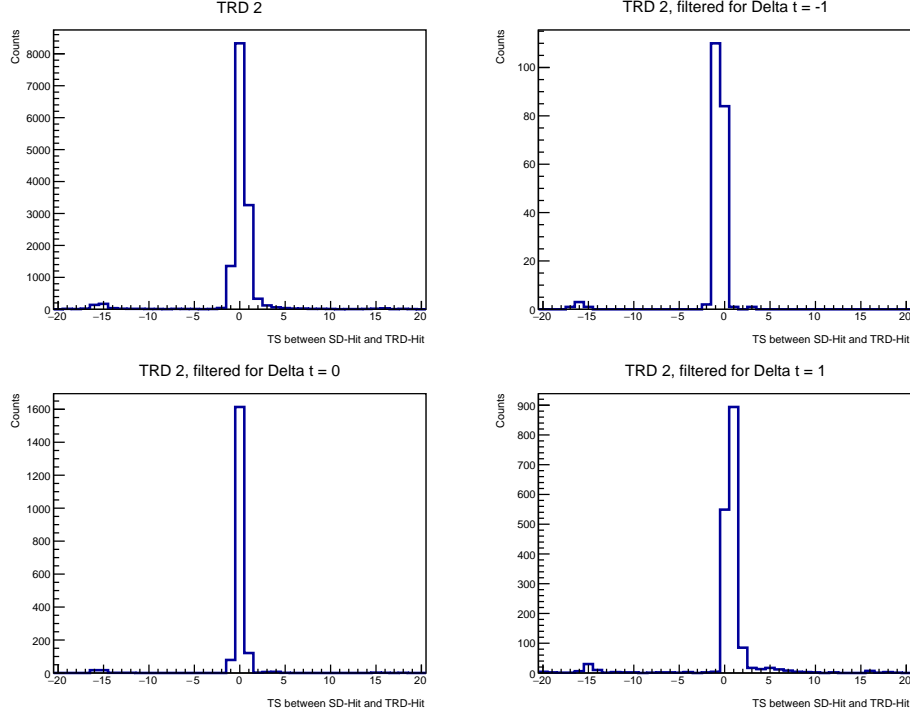 TRD 2
Counts
8000
7000
6000
5000
4000
3000
2000
1000
0
−20 −15 −10 −5 0 5 10 15 20
TS between SD-Hit and TRD-Hit
TRD 2, filtered for Delta t = -1
Counts
100
80
60
40
20
0
−20 −15 −10 −5 0 5 10 15 20
TS between SD-Hit and TRD-Hit
TRD 2, filtered for Delta t = 0
Counts
1600
1400
1200
1000
800
600
400
200
0
−20 −15 −10 −5 0 5 10 15 20
TS between SD-Hit and TRD-Hit
TRD 2, filtered for Delta t = 1
Counts
900
800
700
600
500
400
300
200
100
0
−20 −15 −10 −5 0 5 10 15 20
TS between SD-Hit and TRD-Hit